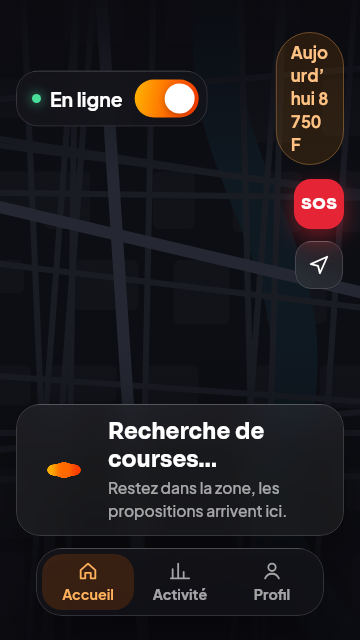 En ligne
Aujo
urd'
hui 8
750
F
SOS
Recherche de
courses...
Restez dans la zone, les
propositions arrivent ici.
Accueil
Activité
Profil